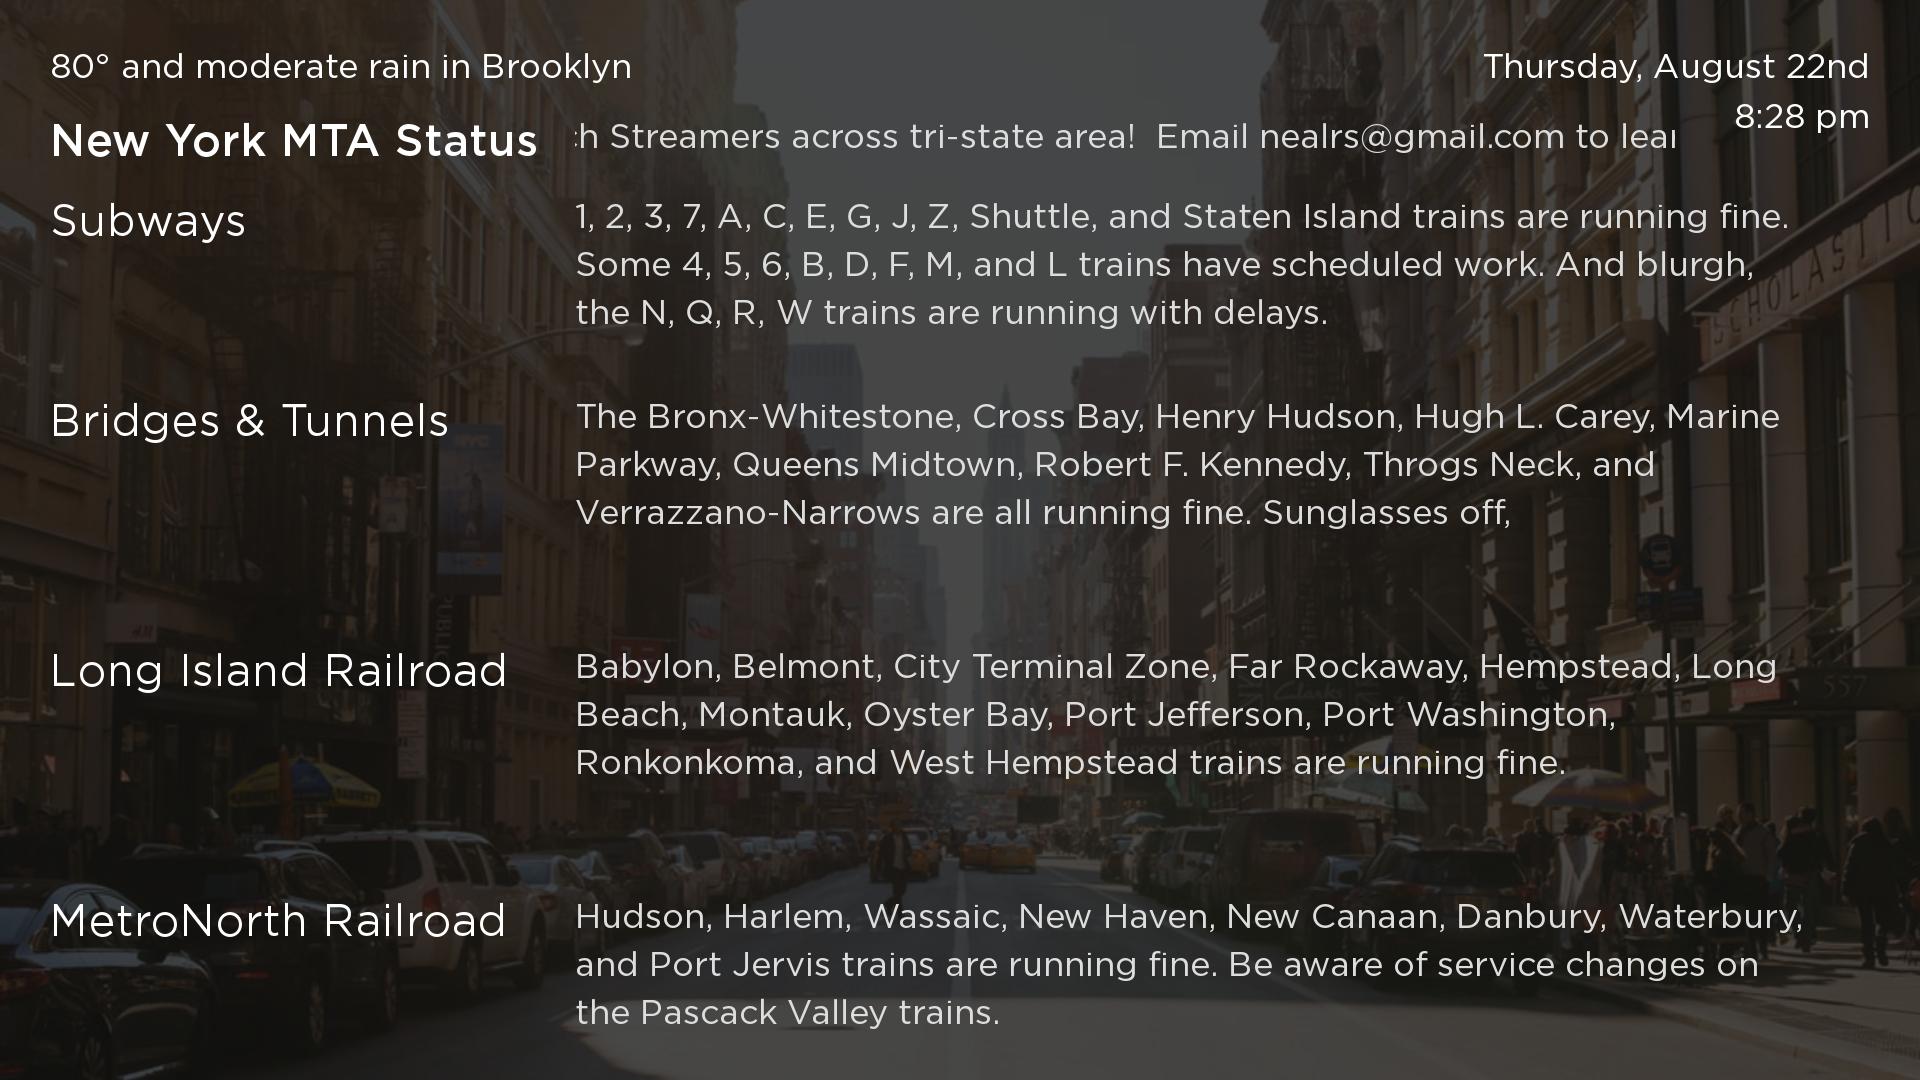 80° and moderate rain in Brooklyn
Thursday, August 22nd
8:28 pm
New York MTA Status
Streamers across tri-state area! Email nealrs@gmail.com to
Subways
1, 2, 3, 7, A, C, E, G, J, Z, Shuttle, and Staten Island trains are running fine.
Some 4, 5, 6, B, D, F, M, and L trains have scheduled work. And blurgh,
the N, Q, R, W trains are running with delays.
Bridges & Tunnels
The Bronx-Whitestone, Cross Bay, Henry Hudson, Hugh L. Carey, Marine
Parkway, Queens Midtown, Robert F. Kennedy, Throgs Neck, and
Verrazzano-Narrows are all running fine. Sunglasses off,
Long Island Railroad
Babylon, Belmont, City Terminal Zone, Far Rockaway, Hempstead, Long
Beach, Montauk, Oyster Bay, Port Jefferson, Port Washington,
Ronkonkoma, and West Hempstead trains are running fine.
MetroNorth Railroad
Hudson, Harlem, Wassaic, New Haven, New Canaan, Danbury, Waterbury,
and Port Jervis trains are running fine. Be aware of service changes on
the Pascack Valley trains.
SCHOLASTIC
557
NYC
H&M